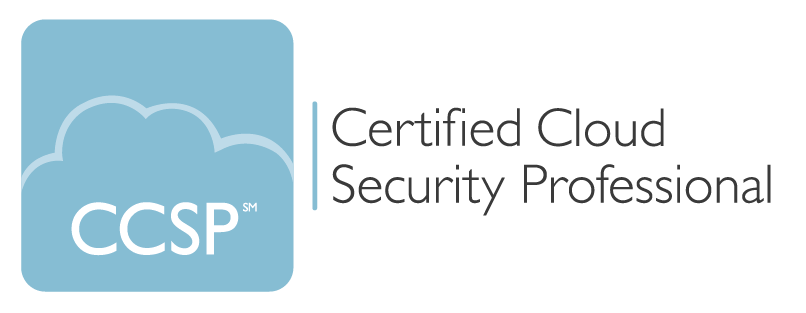 CCSP℠
Certified Cloud
Security Professional